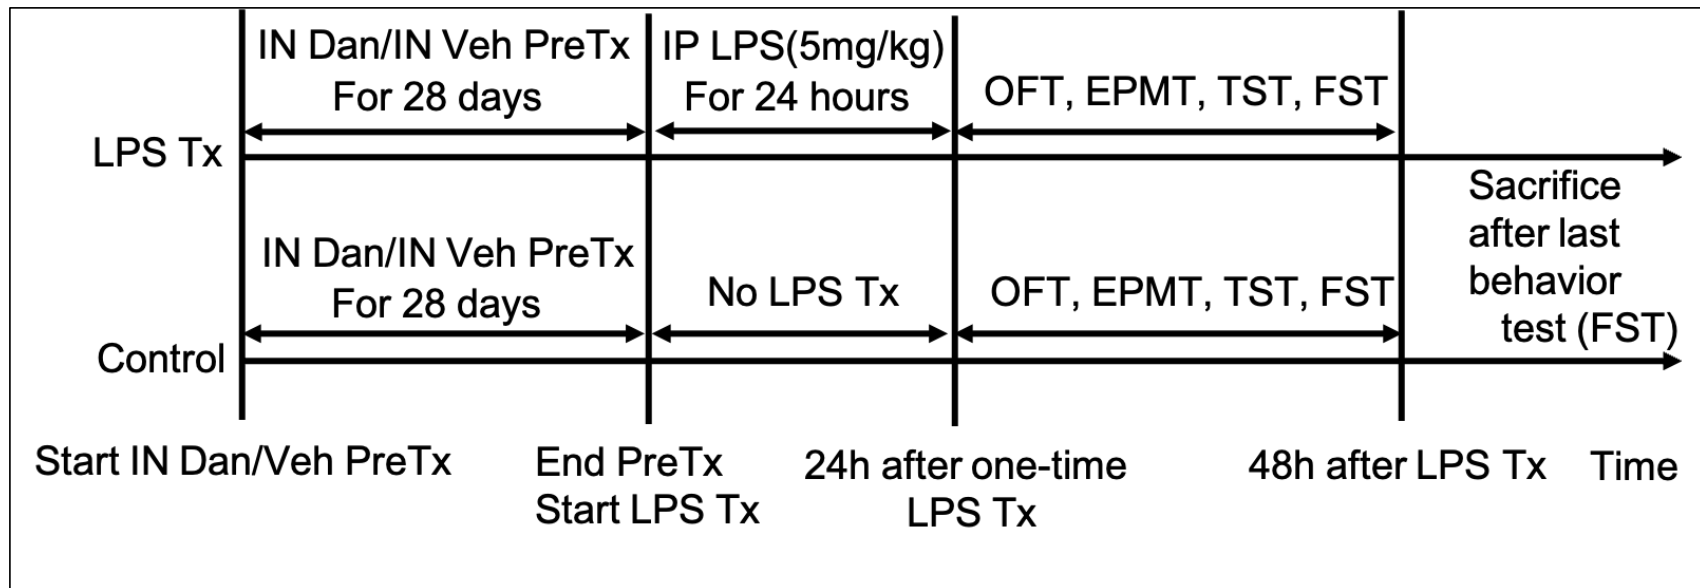 IN Dan/IN Veh PreTx
For 28 days
IP LPS(5mg/kg)
For 24 hours
OFT, EPMT, TST, FST
LPS Tx
IN Dan/IN Veh PreTx
For 28 days
No LPS Tx
OFT, EPMT, TST, FST
Sacrifice
after last
behavior
test (FST)
Control
Start IN Dan/Veh PreTx
End PreTx
Start LPS Tx
24h after one-time
LPS Tx
48h after LPS Tx
Time